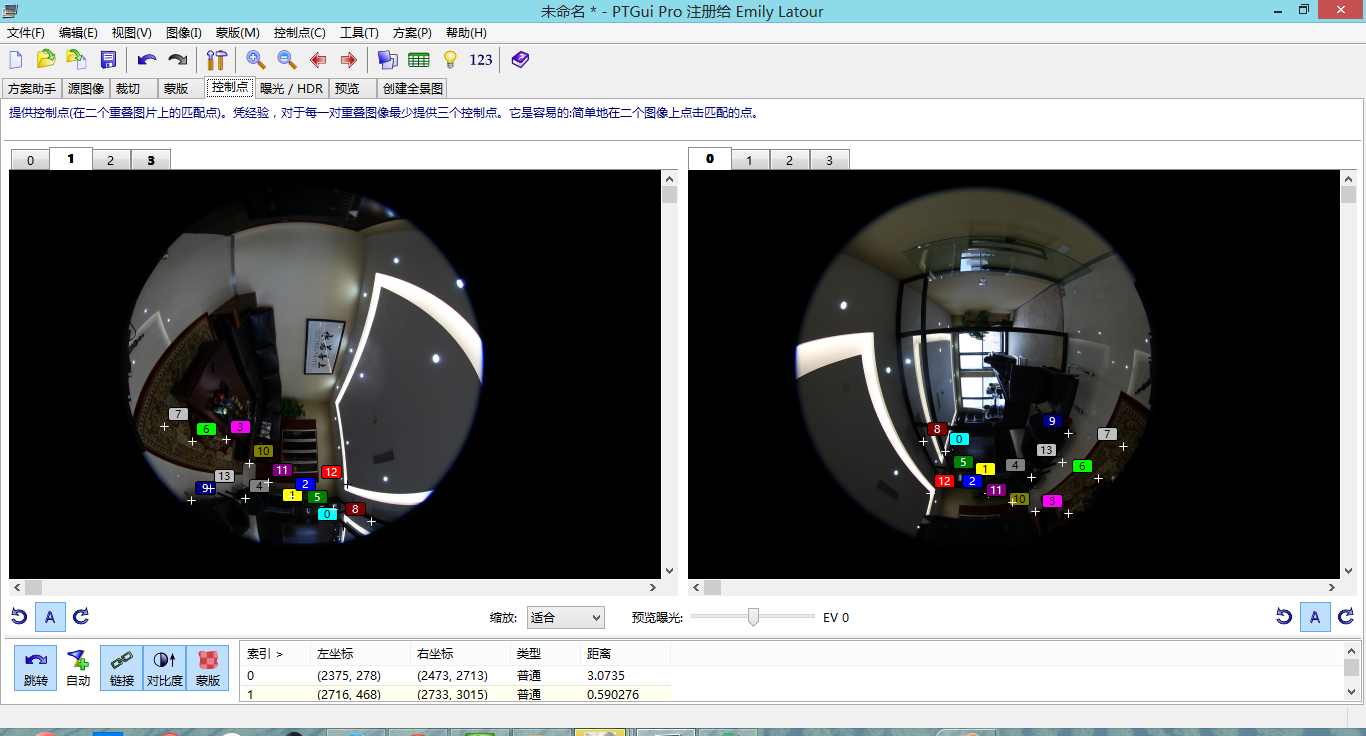 未命名 * - PTGui Pro 注册给 Emily Latour
文件(F) 编辑(E) 视图(V) 图像(I) 蒙版(M) 控制点(C) 工具(T) 方案(P) 帮助(H)
123
方案助手 源图像 裁切 蒙版 控制点 曝光 / HDR 预览 创建全景图
提供控制点(在二个重叠图片上的匹配点)。凭经验，对于每一对重叠图像最少提供三个控制点。它是容易的:简单地在二个图像上点击匹配的点。
0 1 2 3
0 1 2 3
7
6 3
10
13 11 12
9 4 2
1 5
0 8
8 0 9 7
5 1 4 13 6
12 2 11 10 3
A 缩放: 适合 预览曝光: EV 0 A
跳转 自动 链接 对比度 蒙版
索引 > 左坐标 右坐标 类型 距离
0 (2375, 278) (2473, 2713) 普通 3.0735
1 (2716, 468) (2733, 3015) 普通 0.590276